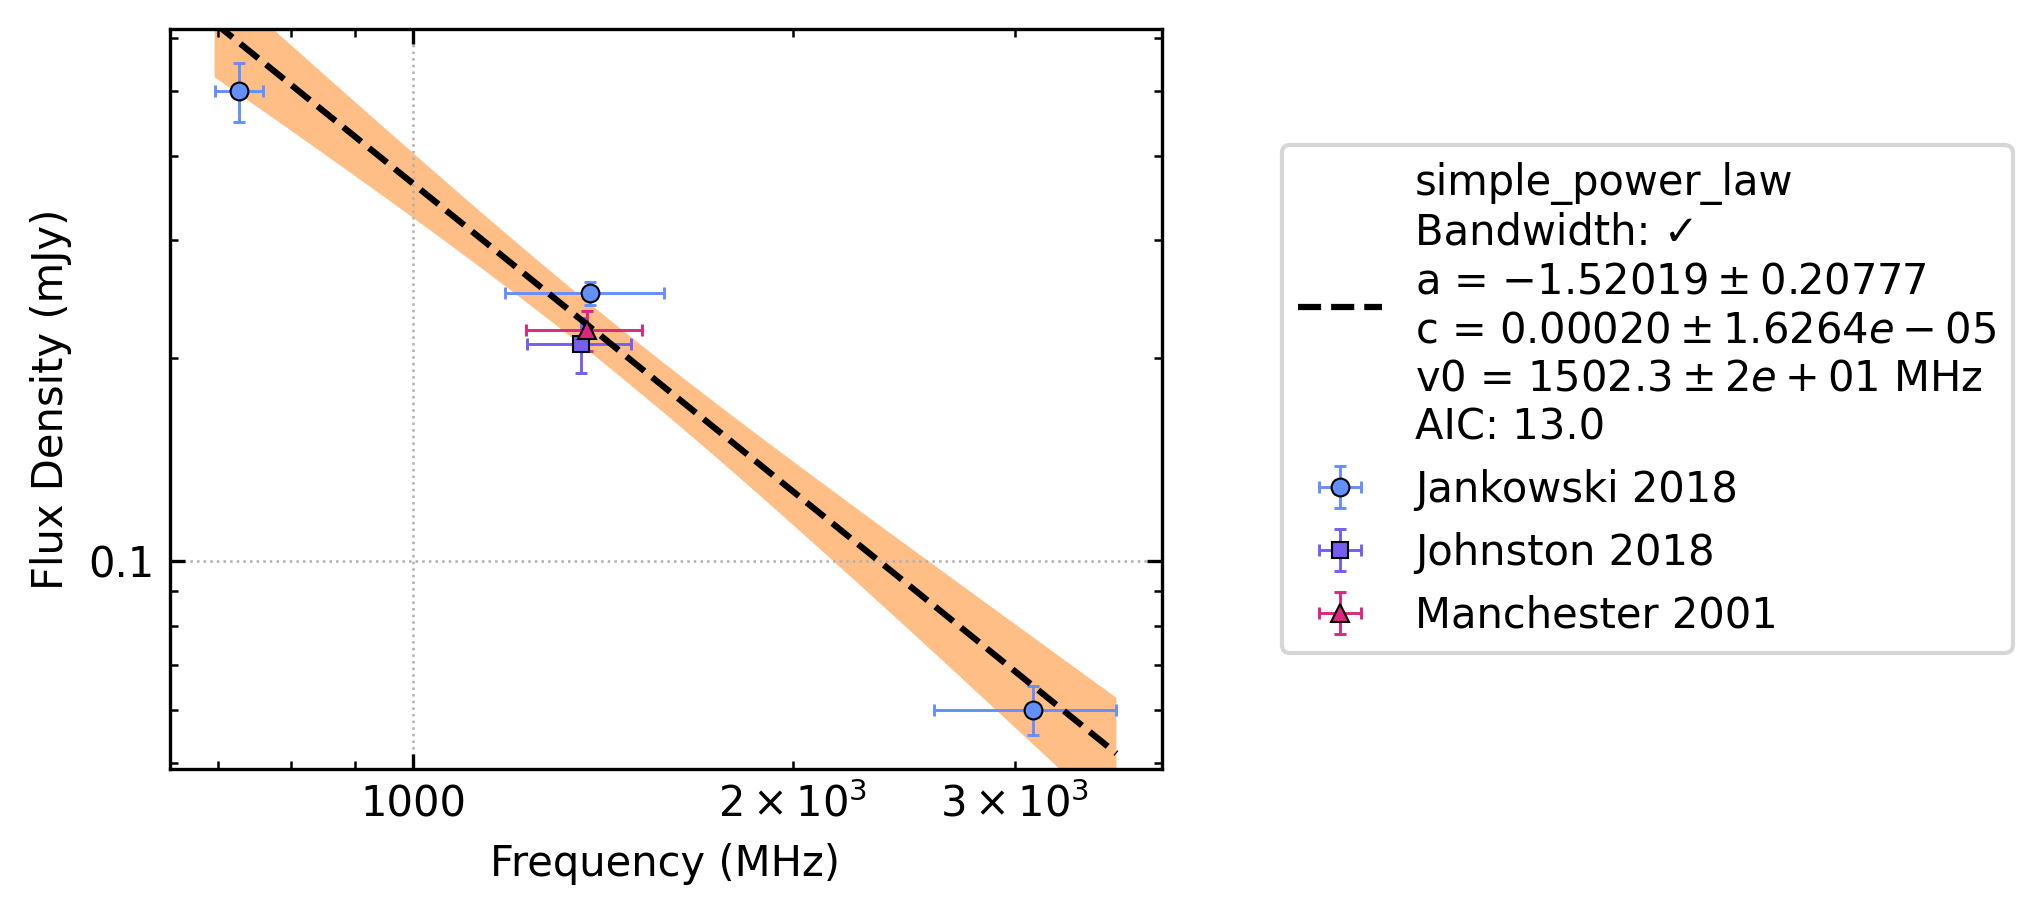 Flux Density (mJy)
0.1
1000
2 × 10³
3 × 10³
Frequency (MHz)
simple_power_law
Bandwidth: ✓
a = −1.52019 ± 0.20777
c = 0.00020 ± 1.6264e − 05
v0 = 1502.3 ± 2e + 01 MHz
AIC: 13.0
Jankowski 2018
Johnston 2018
Manchester 2001